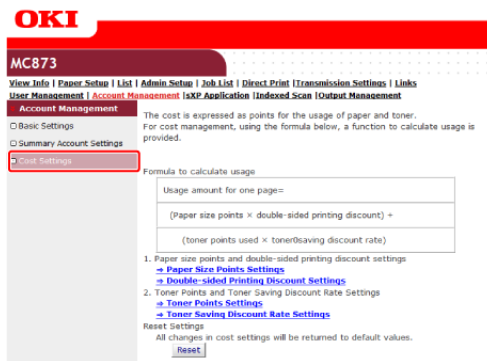 OKI
MC873
View Info | Paper Setup | List | Admin Setup | Job List | Direct Print |Transmission Settings | Links
User Management | Account Management |sXP Application |Indexed Scan |Output Management
Account Management
Basic Settings
Summary Account Settings
Cost Settings
The cost is expressed as points for the usage of paper and toner.
For cost management, using the formula below, a function to calculate usage is
provided.
Formula to calculate usage
Usage amount for one page=
(Paper size points × double-sided printing discount) +
(toner points used × toner0saving discount rate)
1. Paper size points and double-sided printing discount settings
⇒ Paper Size Points Settings
⇒ Double-sided Printing Discount Settings
2. Toner Points and Toner Saving Discount Rate Settings
⇒ Toner Points Settings
⇒ Toner Saving Discount Rate Settings
Reset Settings
All changes in cost settings will be returned to default values.
Reset